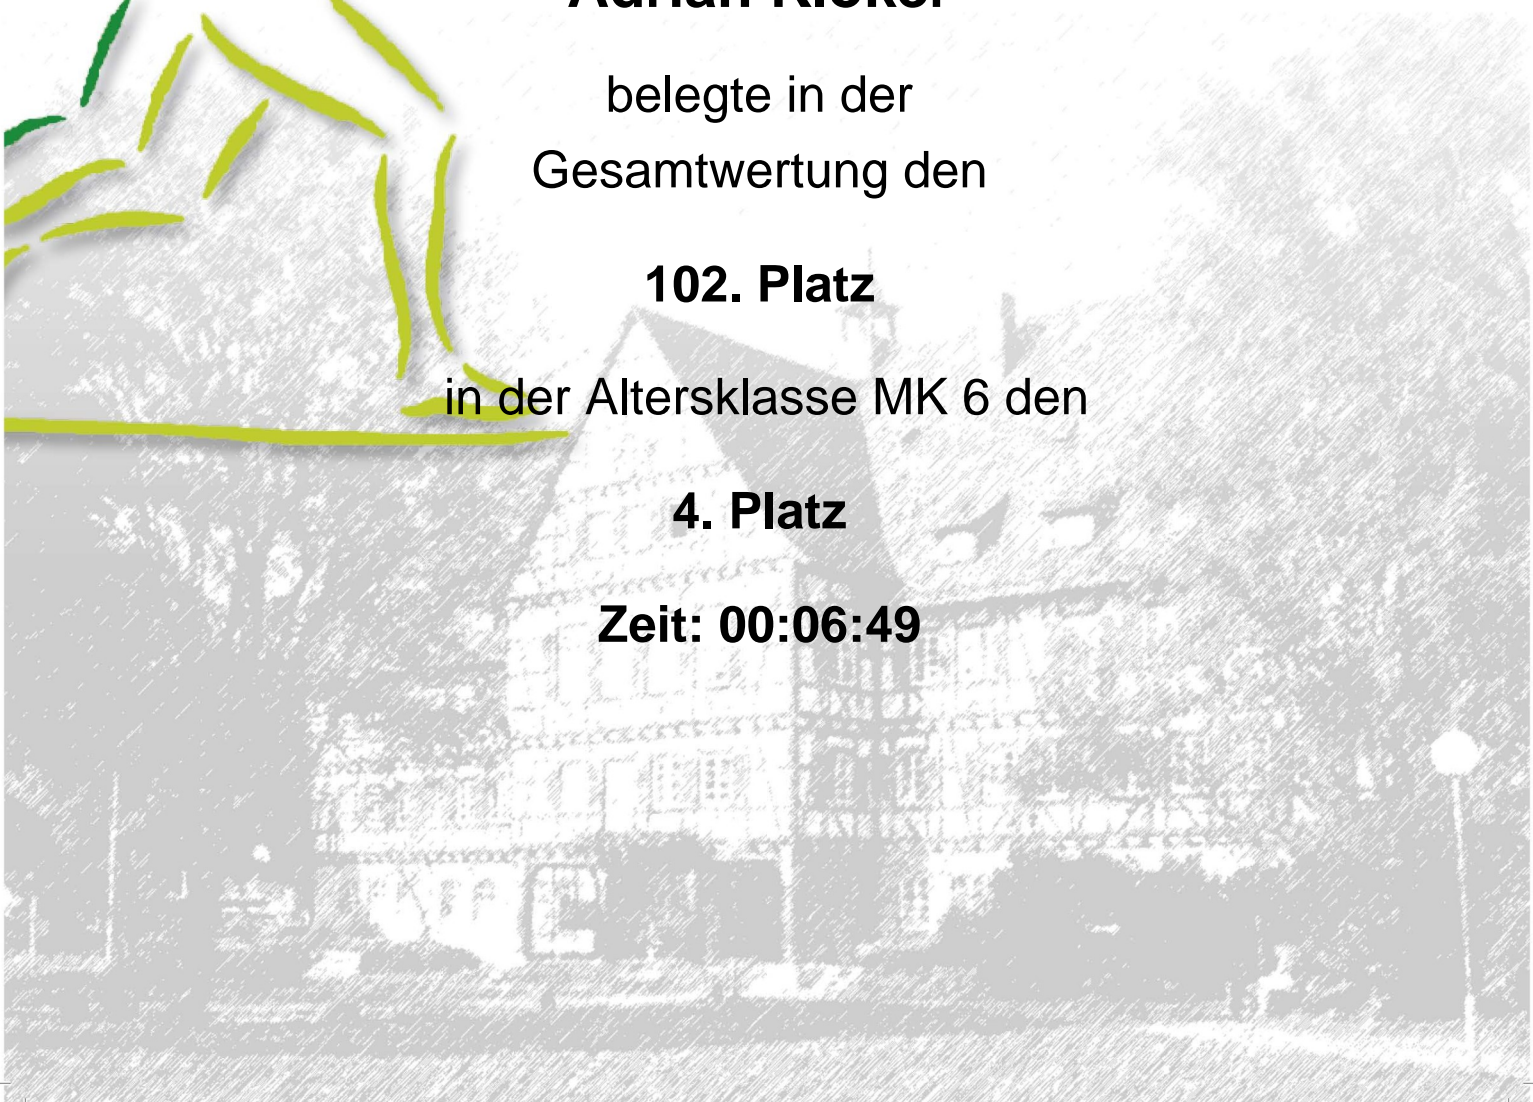 belegte in der
Gesamtwertung den
102. Platz
in der Altersklasse MK 6 den
4. Platz
Zeit: 00:06:49